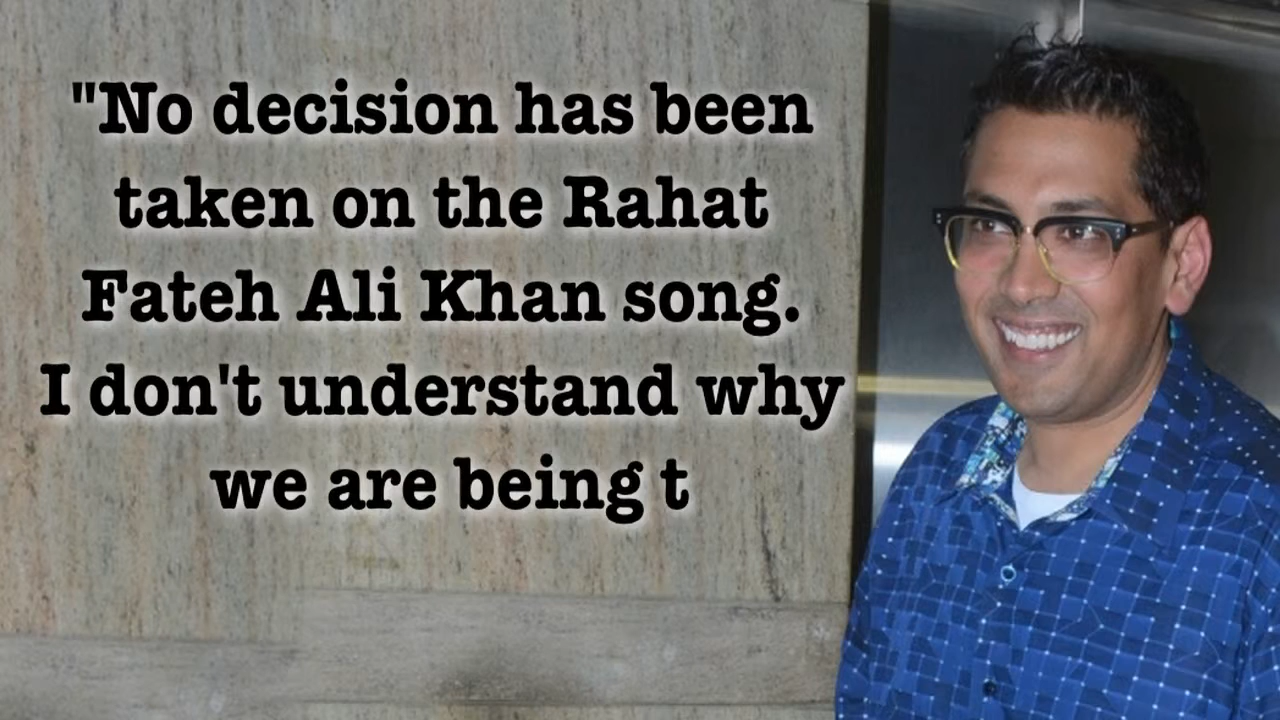 "No decision has been
taken on the Rahat
Fateh Ali Khan song.
I don't understand why
we are being t